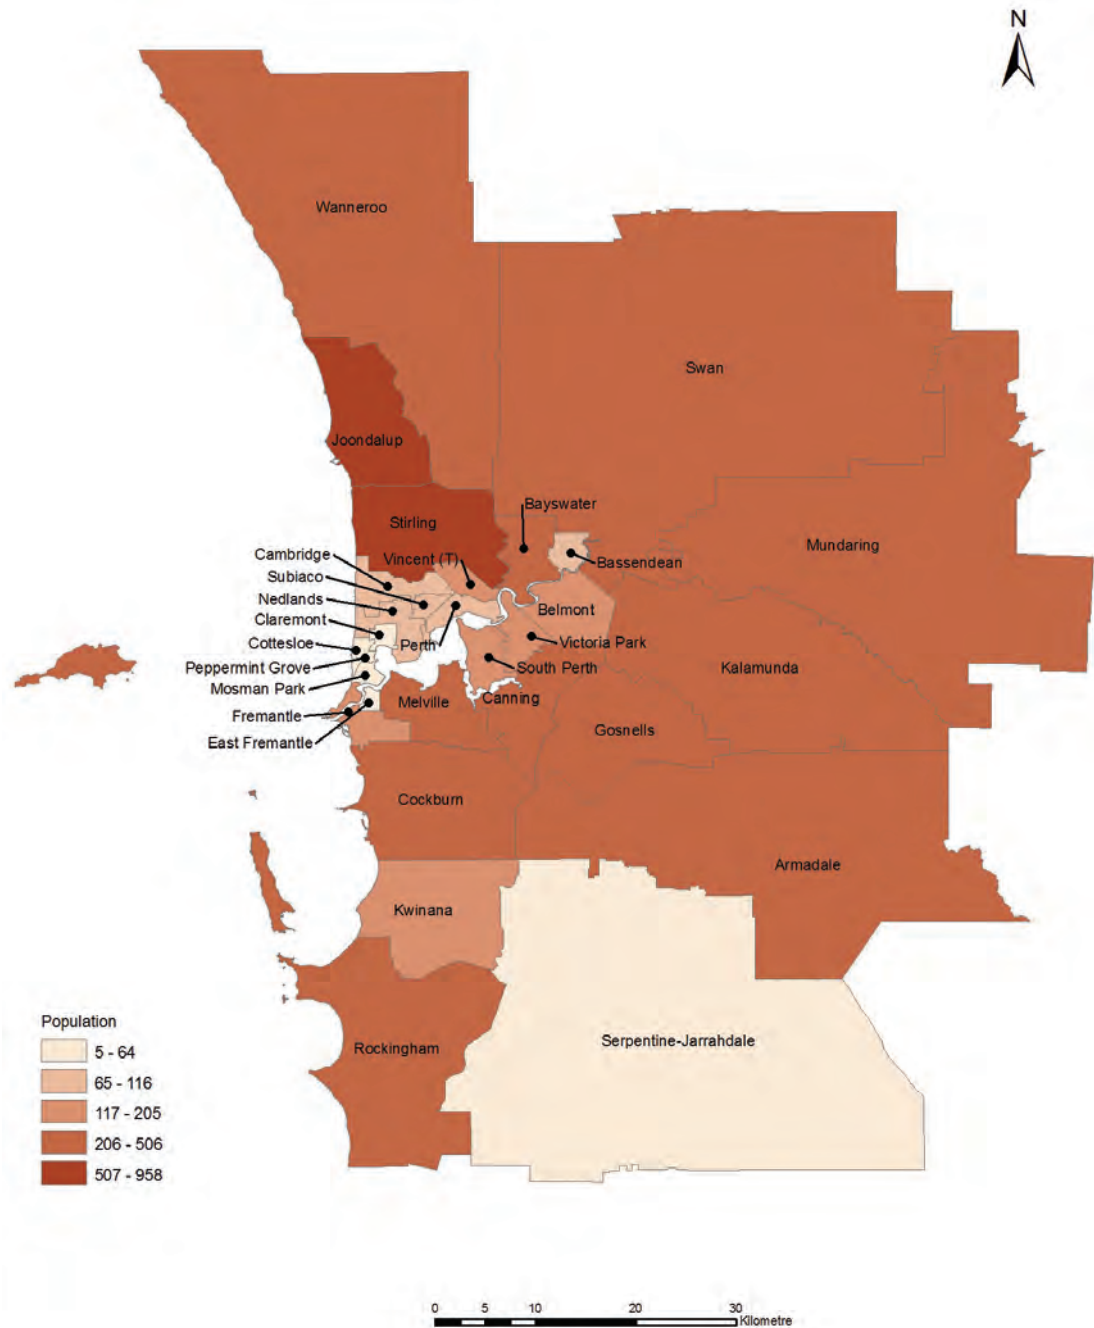 N
Wanneroo
Swan
Joondalup
Bayswater
Stirling
Mundaring
Cambridge
Vincent (T)
Bassendean
Subiaco
Nedlands
Belmont
Claremont
Perth
Victoria Park
Cottesloe
Peppermint Grove
South Perth
Kalamunda
Mosman Park
Melville
Canning
Fremantle
Gosnells
East Fremantle
Cockburn
Armadale
Kwinana
Population
Serpentine-Jarrahdale
Rockingham
5 - 64
65 - 116
117 - 205
206 - 506
507 - 958
0 5 10 20 30
Kilometre